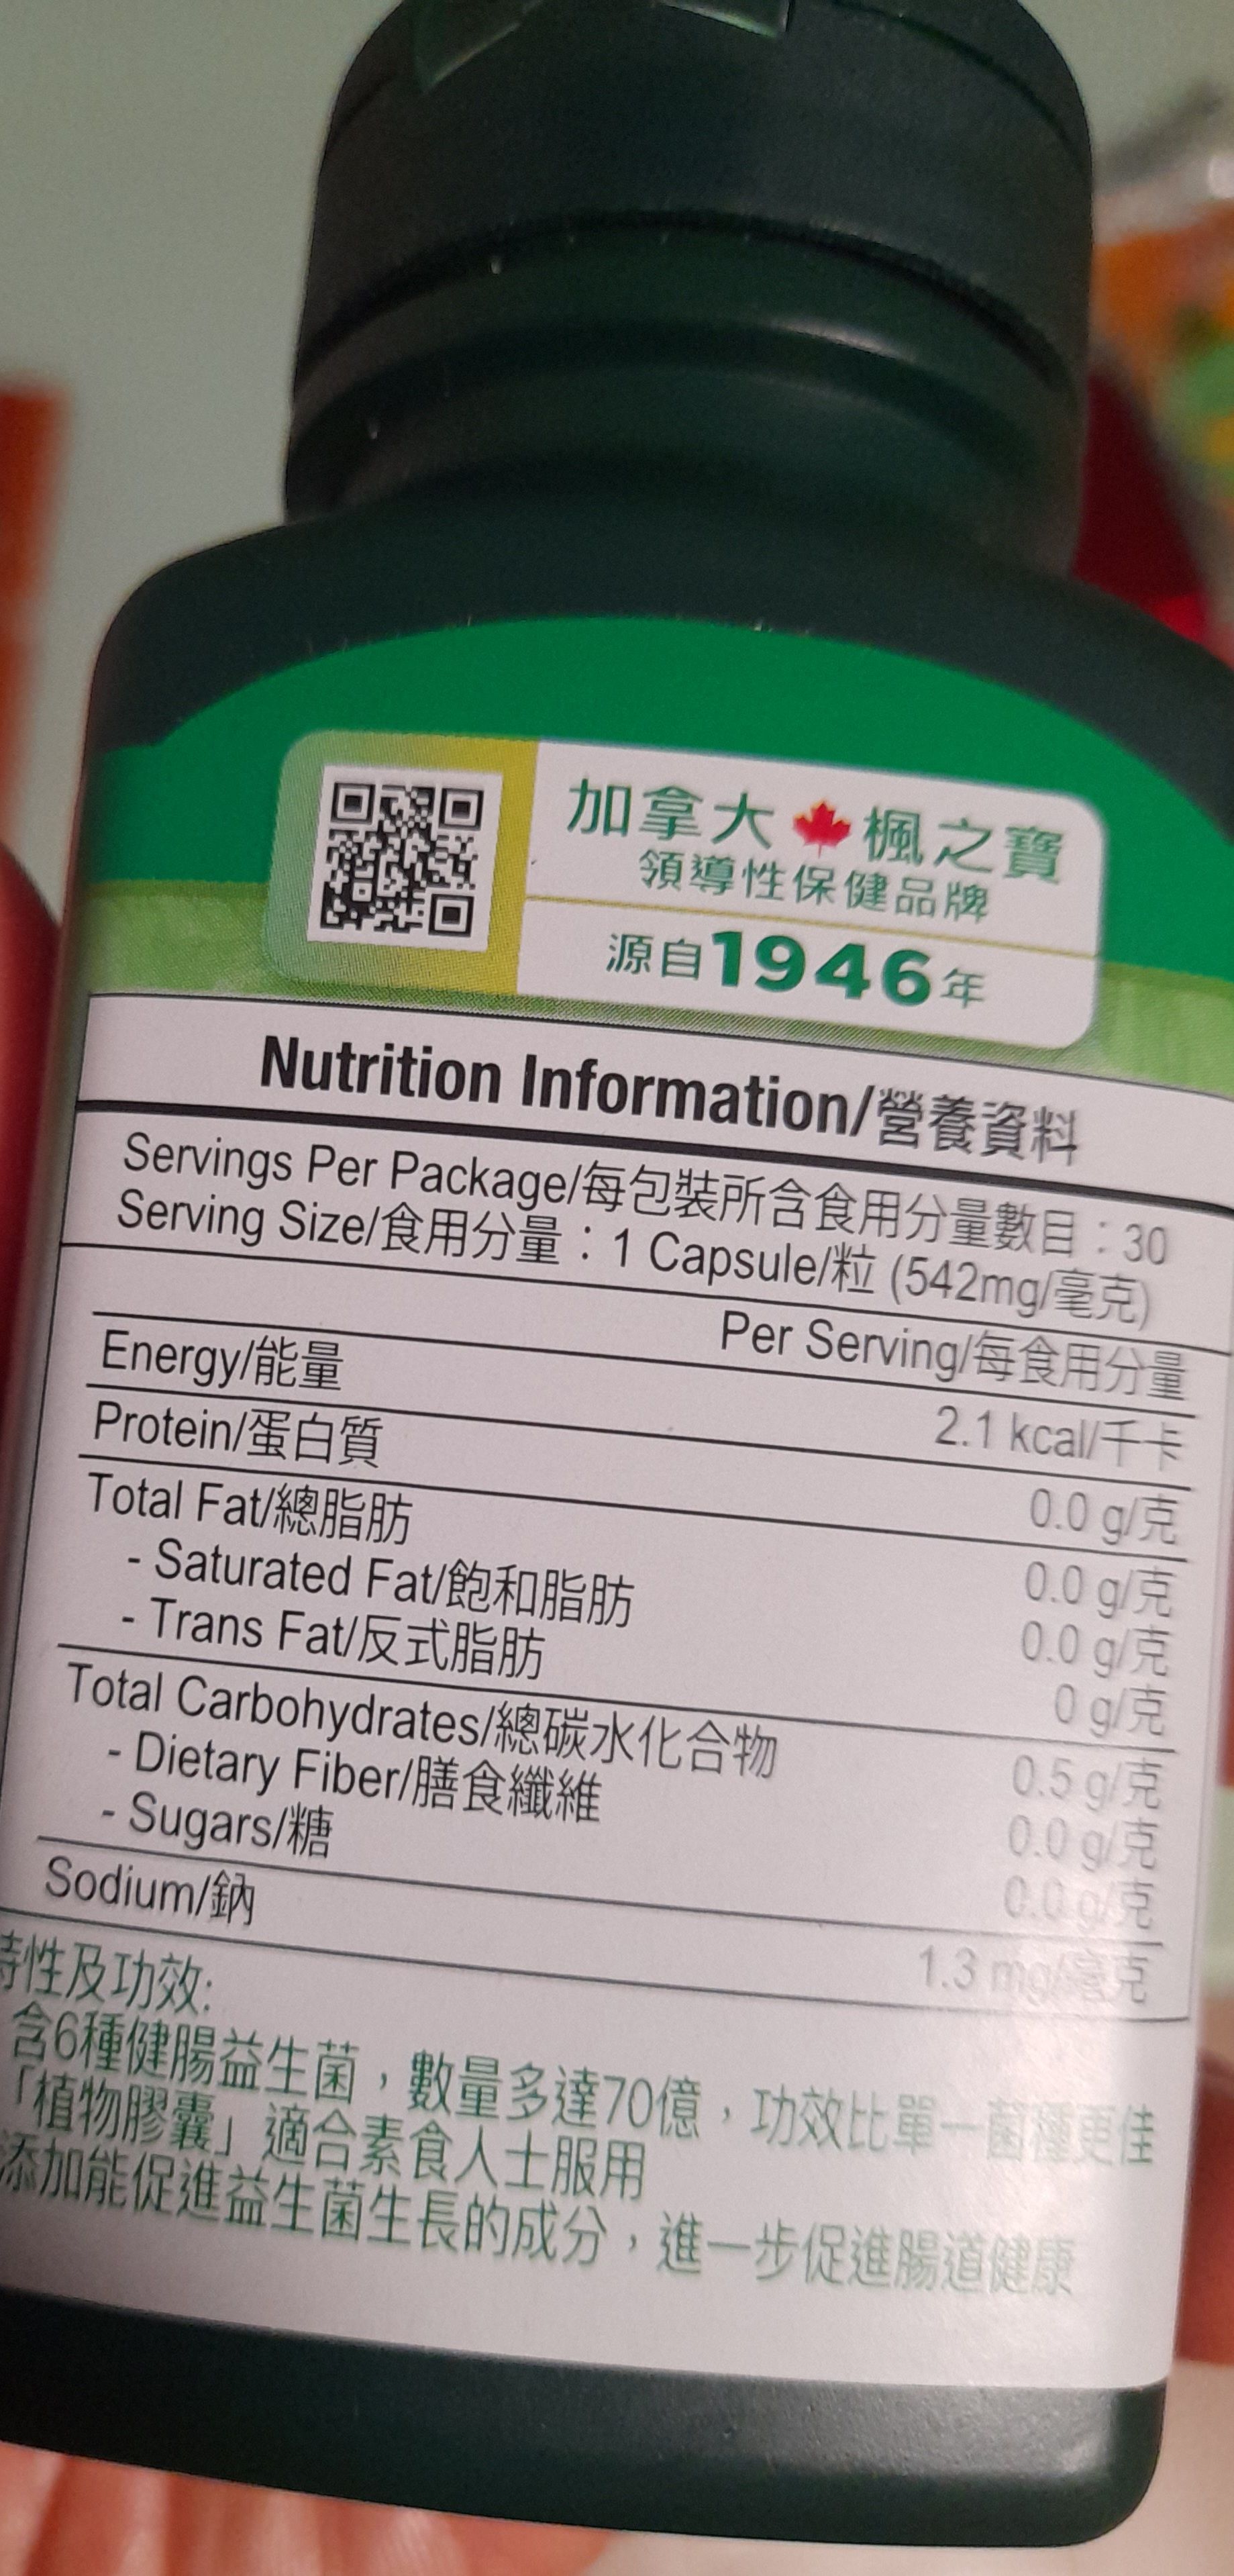 加拿大 楓之寶
領導性保健品牌
源自1946年
Nutrition Information/營養資料
Servings Per Package/每包裝所含食用分量數目：30
Serving Size/食用分量：1 Capsule/粒 (542mg/毫克)
Per Serving/每食用分量
Energy/能量 2.1 kcal/千卡
Protein/蛋白質 0.0 g/克
Total Fat/總脂肪 0.0 g/克
- Saturated Fat/飽和脂肪 0.0 g/克
- Trans Fat/反式脂肪 0 g/克
Total Carbohydrates/總碳水化合物 0.5 g/克
- Dietary Fiber/膳食纖維 0.0 g/克
- Sugars/糖 0.0 g/克
Sodium/鈉 1.3 mg/毫克
特性及功效:
含6種健腸益生菌，數量多達70億，功效比單一菌種更佳
「植物膠囊」適合素食人士服用
添加能促進益生菌生長的成分，進一步促進腸道健康